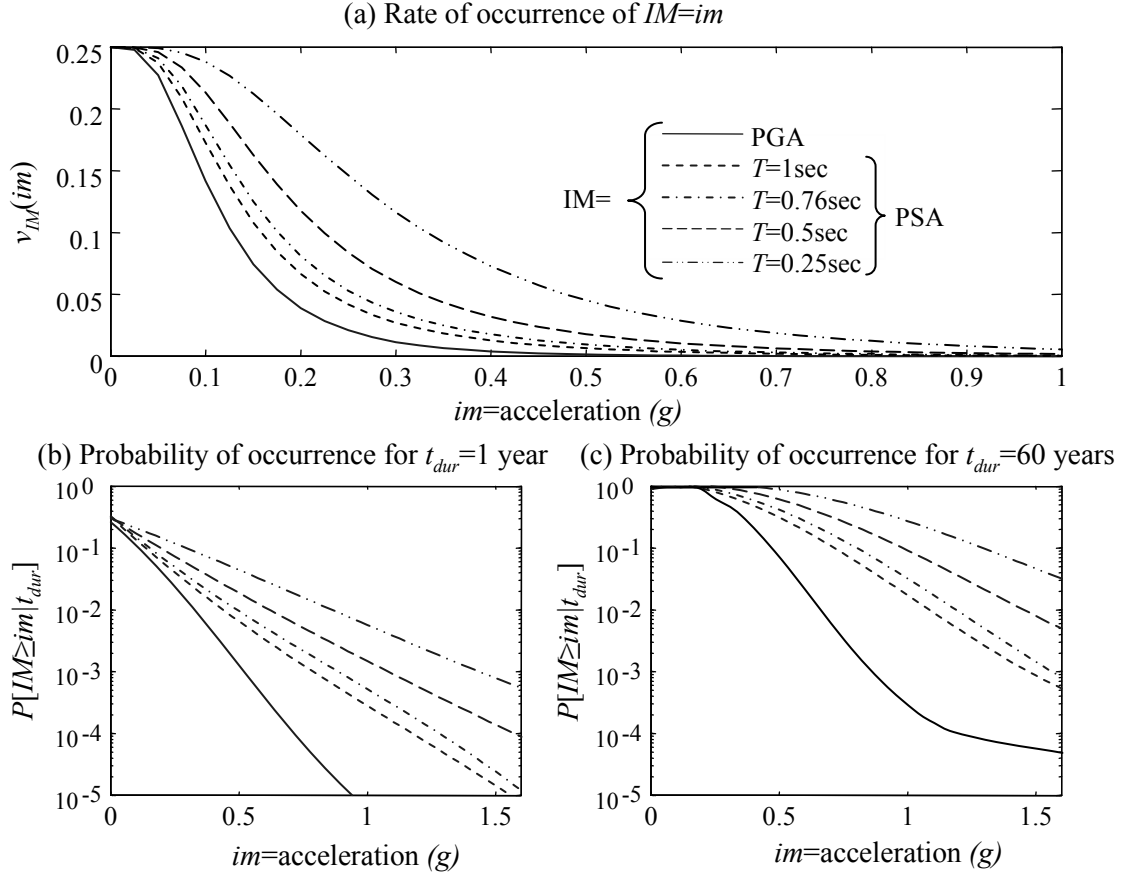 (a) Rate of occurrence of IM=im
0.25
0.2
0.15
0.1
0.05
0
v_IM(im)
0 0.1 0.2 0.3 0.4 0.5 0.6 0.7 0.8 0.9 1
im=acceleration (g)
IM=
PGA
T=1sec
T=0.76sec
T=0.5sec
T=0.25sec
PSA
(b) Probability of occurrence for t_dur=1 year
10^0
10^-1
10^-2
10^-3
10^-4
10^-5
P[IM≥im|t_dur]
0 0.5 1 1.5
im=acceleration (g)
(c) Probability of occurrence for t_dur=60 years
10^0
10^-1
10^-2
10^-3
10^-4
10^-5
P[IM≥im|t_dur]
0 0.5 1 1.5
im=acceleration (g)